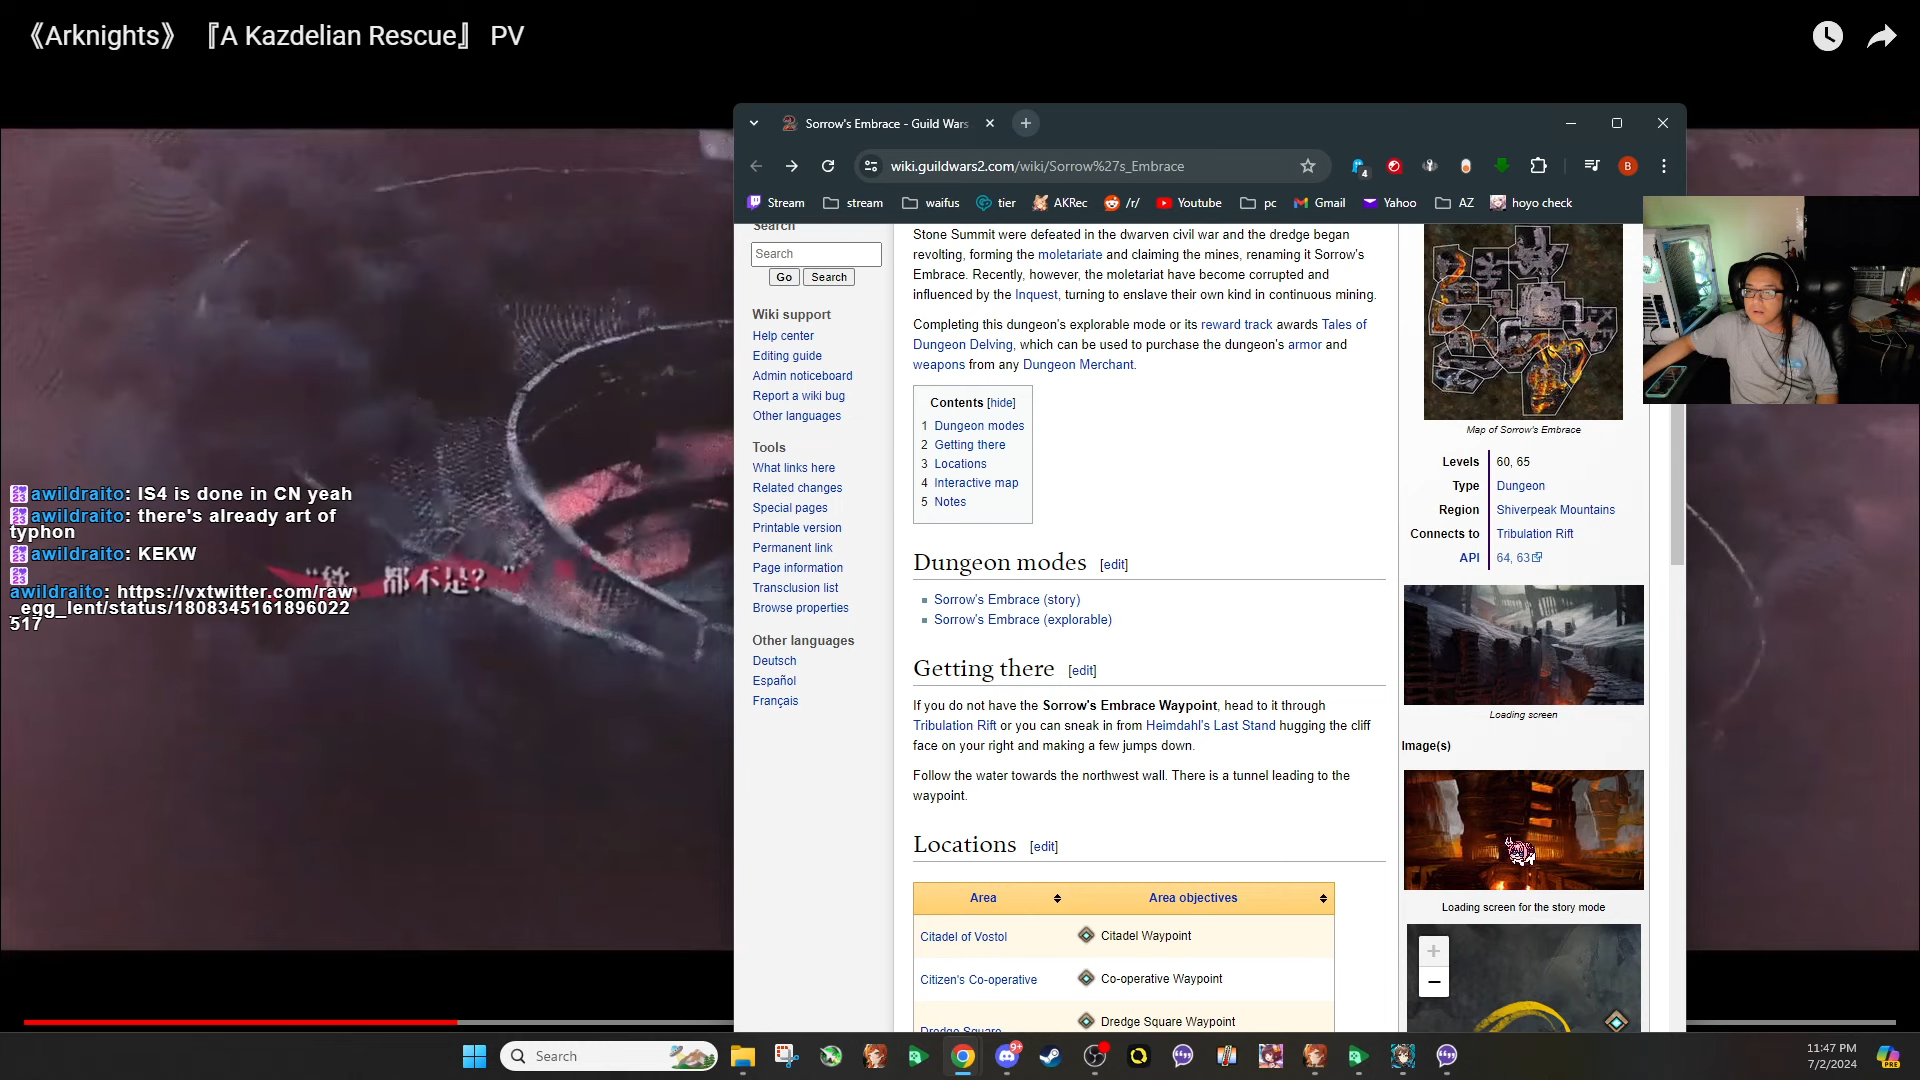 《Arknights》 『A Kazdelian Rescue』 PV
Sorrow's Embrace - Guild Wars
wiki.guildwars2.com/wiki/Sorrow%27s_Embrace
4
B
Stream
stream
waifus
tier
AKRec
/r/
Youtube
pc
Gmail
Yahoo
AZ
hoyo check
Search
Search
Go
Search
Wiki support
Help center
Editing guide
Admin noticeboard
Report a wiki bug
Other languages
Tools
What links here
Related changes
Special pages
Printable version
Permanent link
Page information
Transclusion list
Browse properties
Other languages
Deutsch
Español
Français
Stone Summit were defeated in the dwarven civil war and the dredge began
revolting, forming the moletariate and claiming the mines, renaming it Sorrow's
Embrace. Recently, however, the moletariat have become corrupted and
influenced by the Inquest, turning to enslave their own kind in continuous mining.
Completing this dungeon's explorable mode or its reward track awards Tales of
Dungeon Delving, which can be used to purchase the dungeon's armor and
weapons from any Dungeon Merchant.
Contents [hide]
1 Dungeon modes
2 Getting there
3 Locations
4 Interactive map
5 Notes
Dungeon modes [edit]
Sorrow's Embrace (story)
Sorrow's Embrace (explorable)
Getting there [edit]
If you do not have the Sorrow's Embrace Waypoint, head to it through
Tribulation Rift or you can sneak in from Heimdahl's Last Stand hugging the cliff
face on your right and making a few jumps down.
Follow the water towards the northwest wall. There is a tunnel leading to the
waypoint.
Locations [edit]
Area Area objectives
Citadel of Vostol Citadel Waypoint
Citizen's Co-operative Co-operative Waypoint
Dredge Square Dredge Square Waypoint
Map of Sorrow's Embrace
Levels 60, 65
Type Dungeon
Region Shiverpeak Mountains
Connects to Tribulation Rift
API 64, 63
Loading screen
Image(s)
Loading screen for the story mode
+
−
awildraito: IS4 is done in CN yeah
awildraito: there's already art of
typhon
awildraito: KEKW
awildraito: https://vxtwitter.com/raw
_egg_lent/status/1808345161896022
517
都不是？”
Search
9+
11:47 PM
7/2/2024
PRE